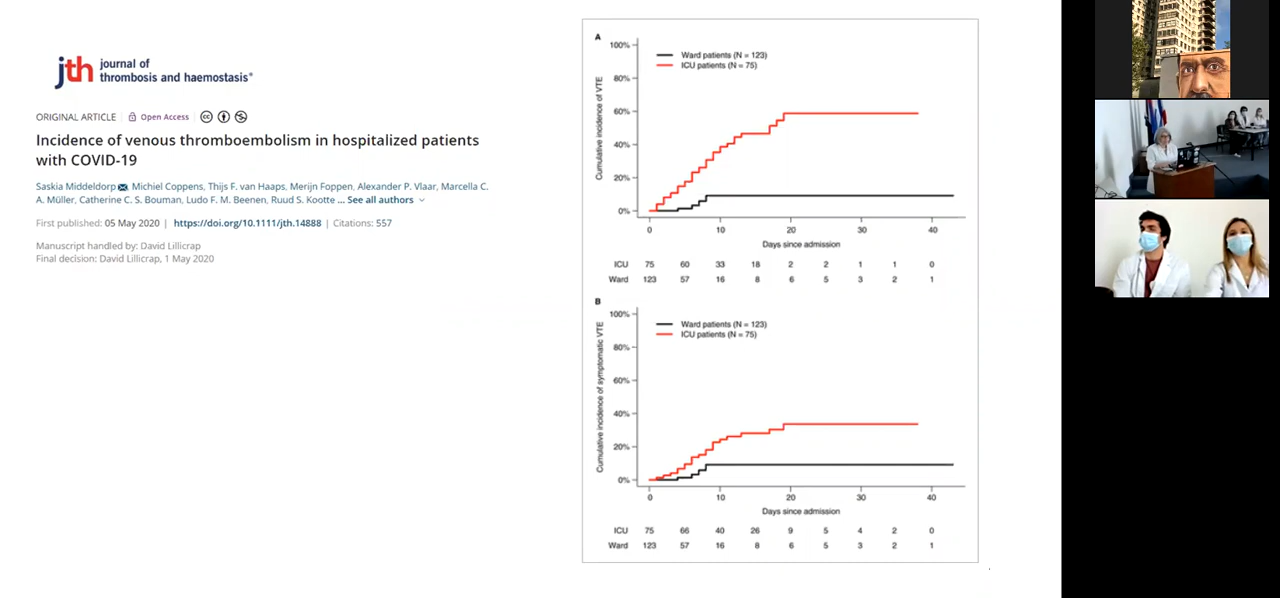 jth journal of
thrombosis and haemostasis®
ORIGINAL ARTICLE Open Access
Incidence of venous thromboembolism in hospitalized patients
with COVID-19
Saskia Middeldorp, Michiel Coppens, Thijs F. van Haaps, Merijn Foppen, Alexander P. Vlaar, Marcella C.
A. Müller, Catherine C. S. Bouman, Ludo F. M. Beenen, Ruud S. Kootte ... See all authors
First published: 05 May 2020 | https://doi.org/10.1111/jth.14888 | Citations: 557
Manuscript handled by: David Lillicrap
Final decision: David Lillicrap, 1 May 2020
A
Cumulative incidence of VTE
100%
80%
60%
40%
20%
0%
Ward patients (N = 123)
ICU patients (N = 75)
0 10 20 30 40
Days since admission
ICU 75 60 33 18 2 2 1 1 0
Ward 123 57 16 8 6 5 3 2 1
B
Cumulative incidence of symptomatic VTE
100%
80%
60%
40%
20%
0%
Ward patients (N = 123)
ICU patients (N = 75)
0 10 20 30 40
Days since admission
ICU 75 66 40 26 9 5 4 2 0
Ward 123 57 16 8 6 5 3 2 1